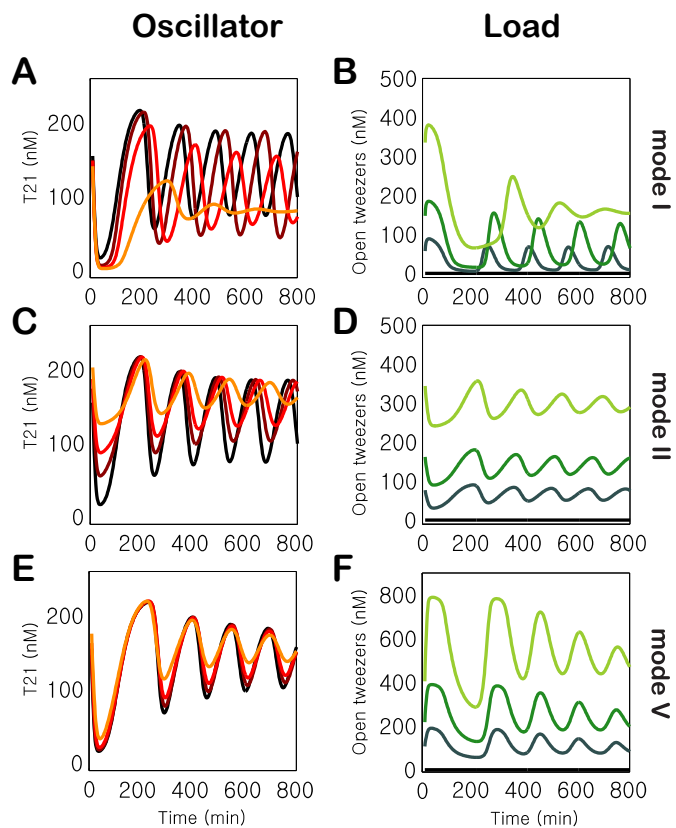 Oscillator
Load
A
B
T21 (nM)
200
100
0
0 200 400 600 800
Open tweezers (nM)
500
400
300
200
100
0
0 200 400 600 800
mode I
C
D
T21 (nM)
200
100
0
0 200 400 600 800
Open tweezers (nM)
500
400
300
200
100
0
0 200 400 600 800
mode II
E
F
T21 (nM)
200
100
0
0 200 400 600 800
Time (min)
Open tweezers (nM)
800
600
400
200
0
0 200 400 600 800
Time (min)
mode V